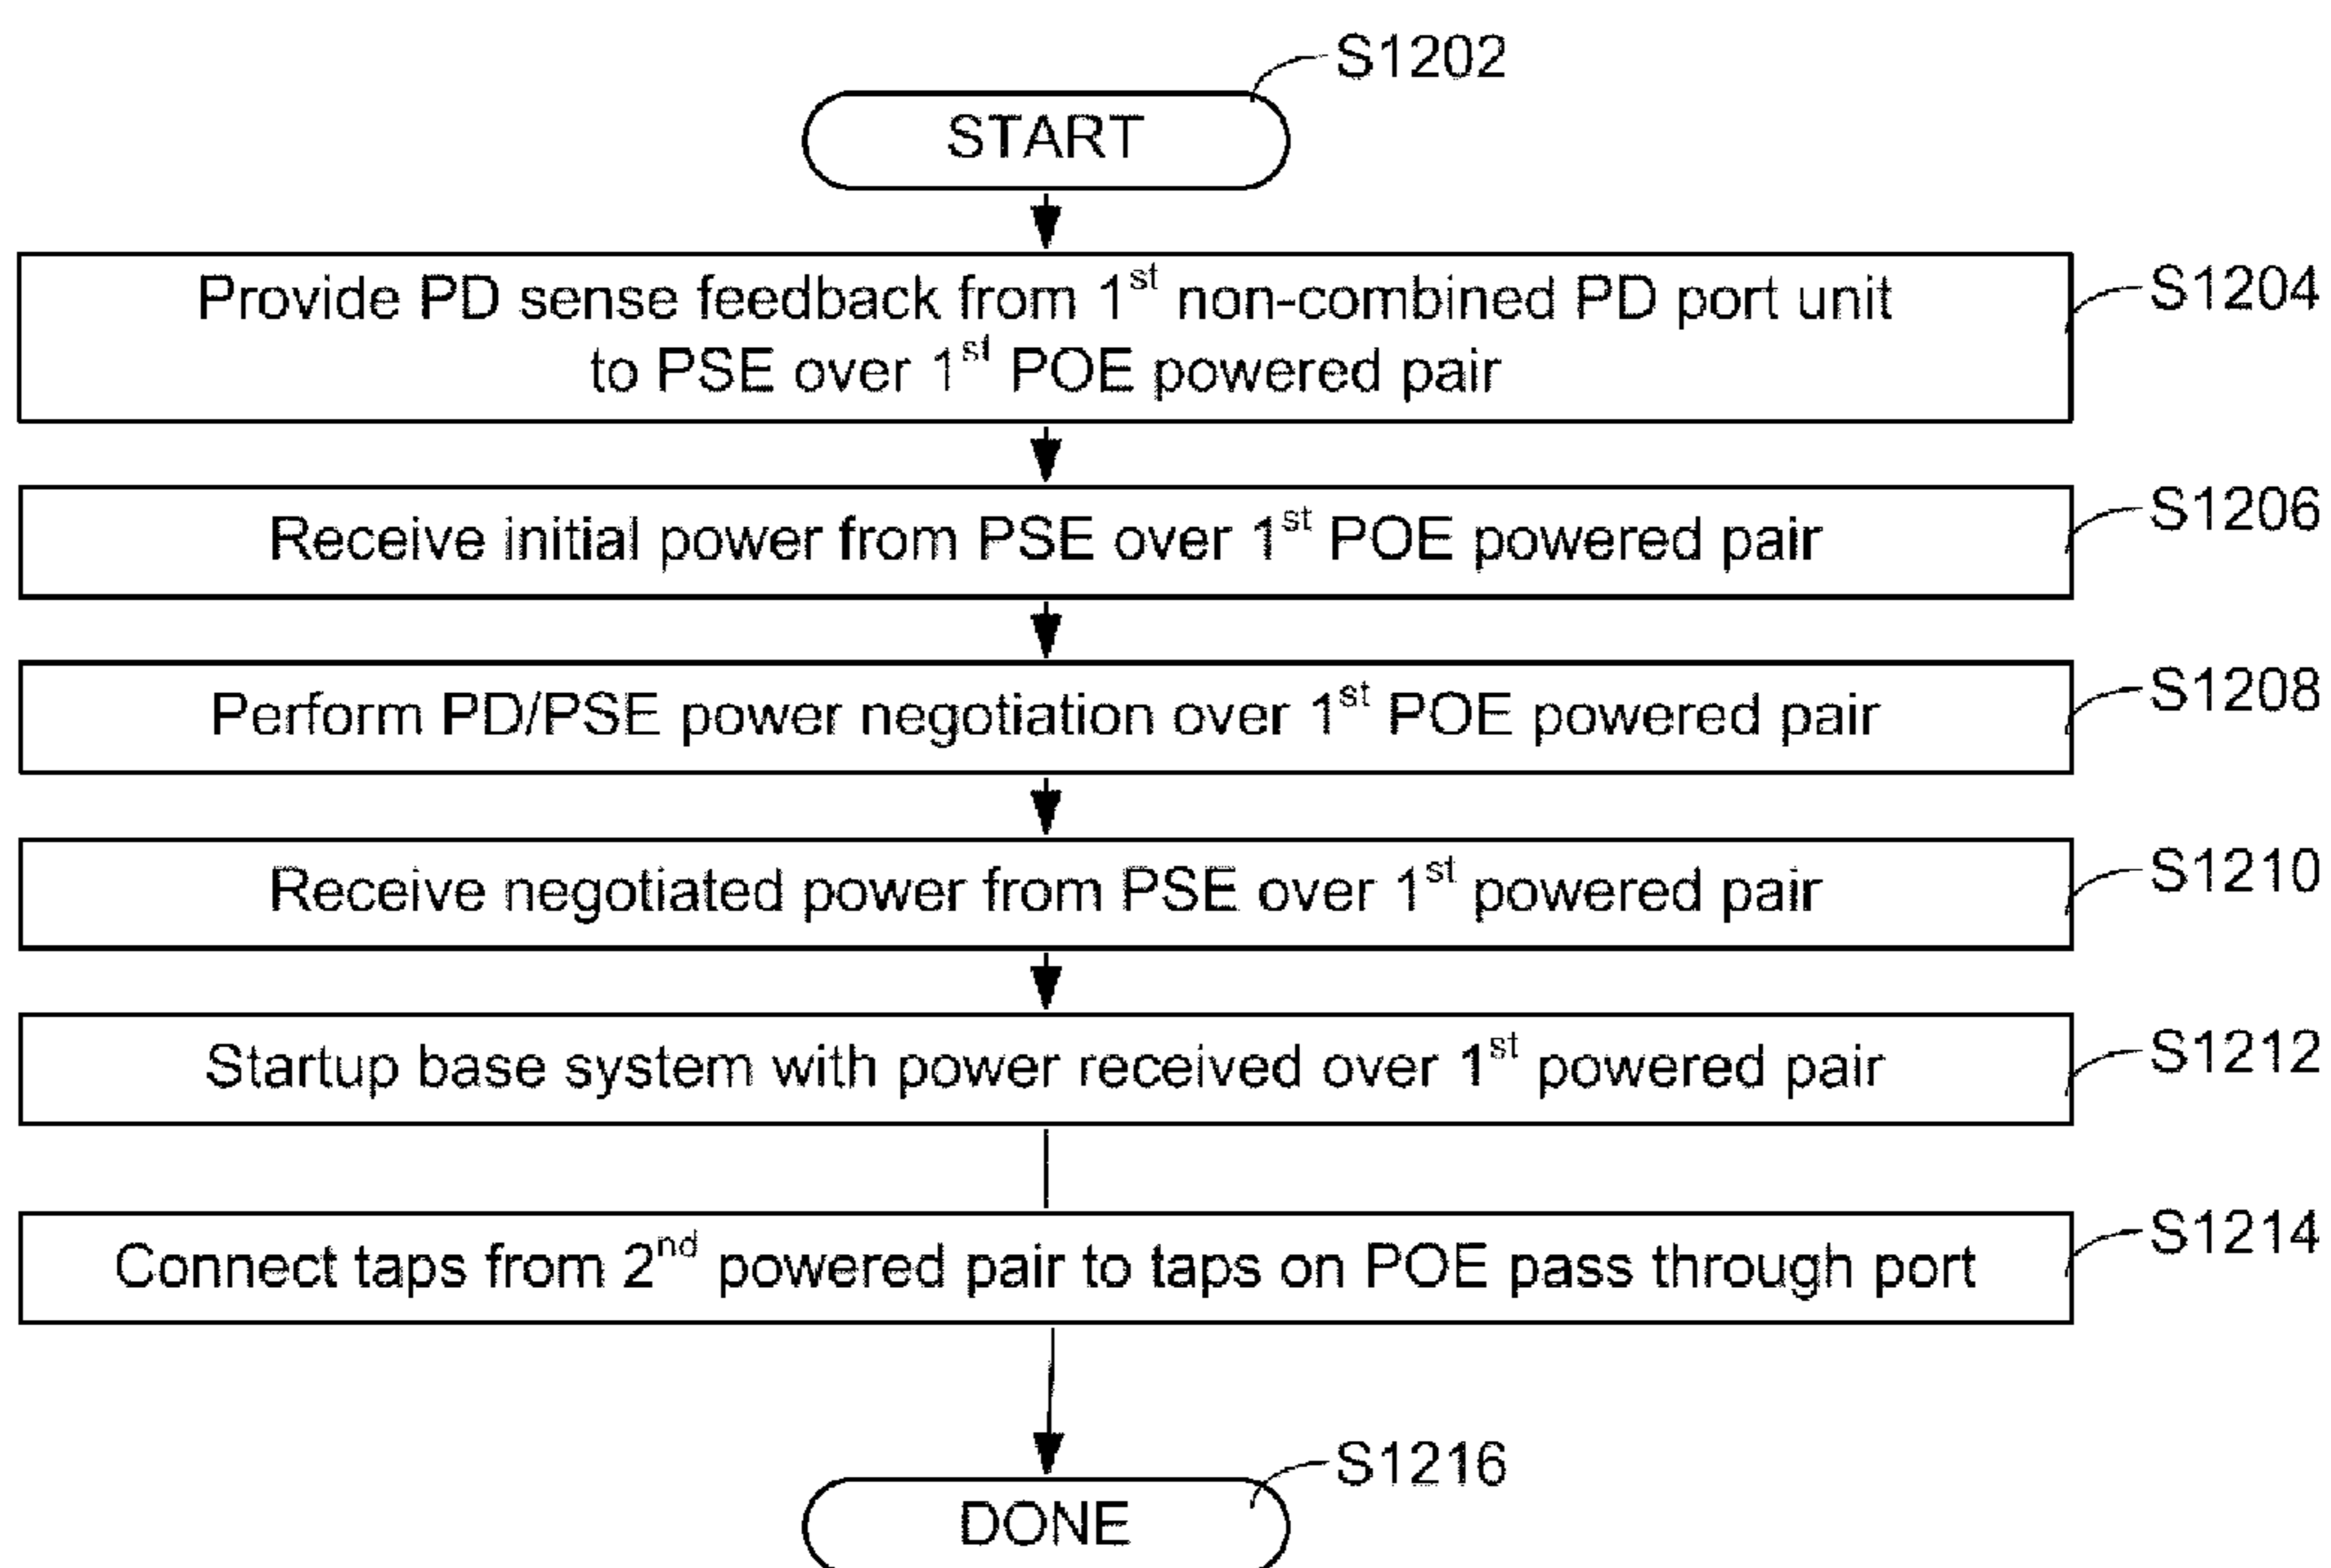 S1202
START
Provide PD sense feedback from 1st non-combined PD port unit
to PSE over 1st POE powered pair
S1204
Receive initial power from PSE over 1st POE powered pair
S1206
Perform PD/PSE power negotiation over 1st POE powered pair
S1208
Receive negotiated power from PSE over 1st powered pair
S1210
Startup base system with power received over 1st powered pair
S1212
Connect taps from 2nd powered pair to taps on POE pass through port
S1214
S1216
DONE